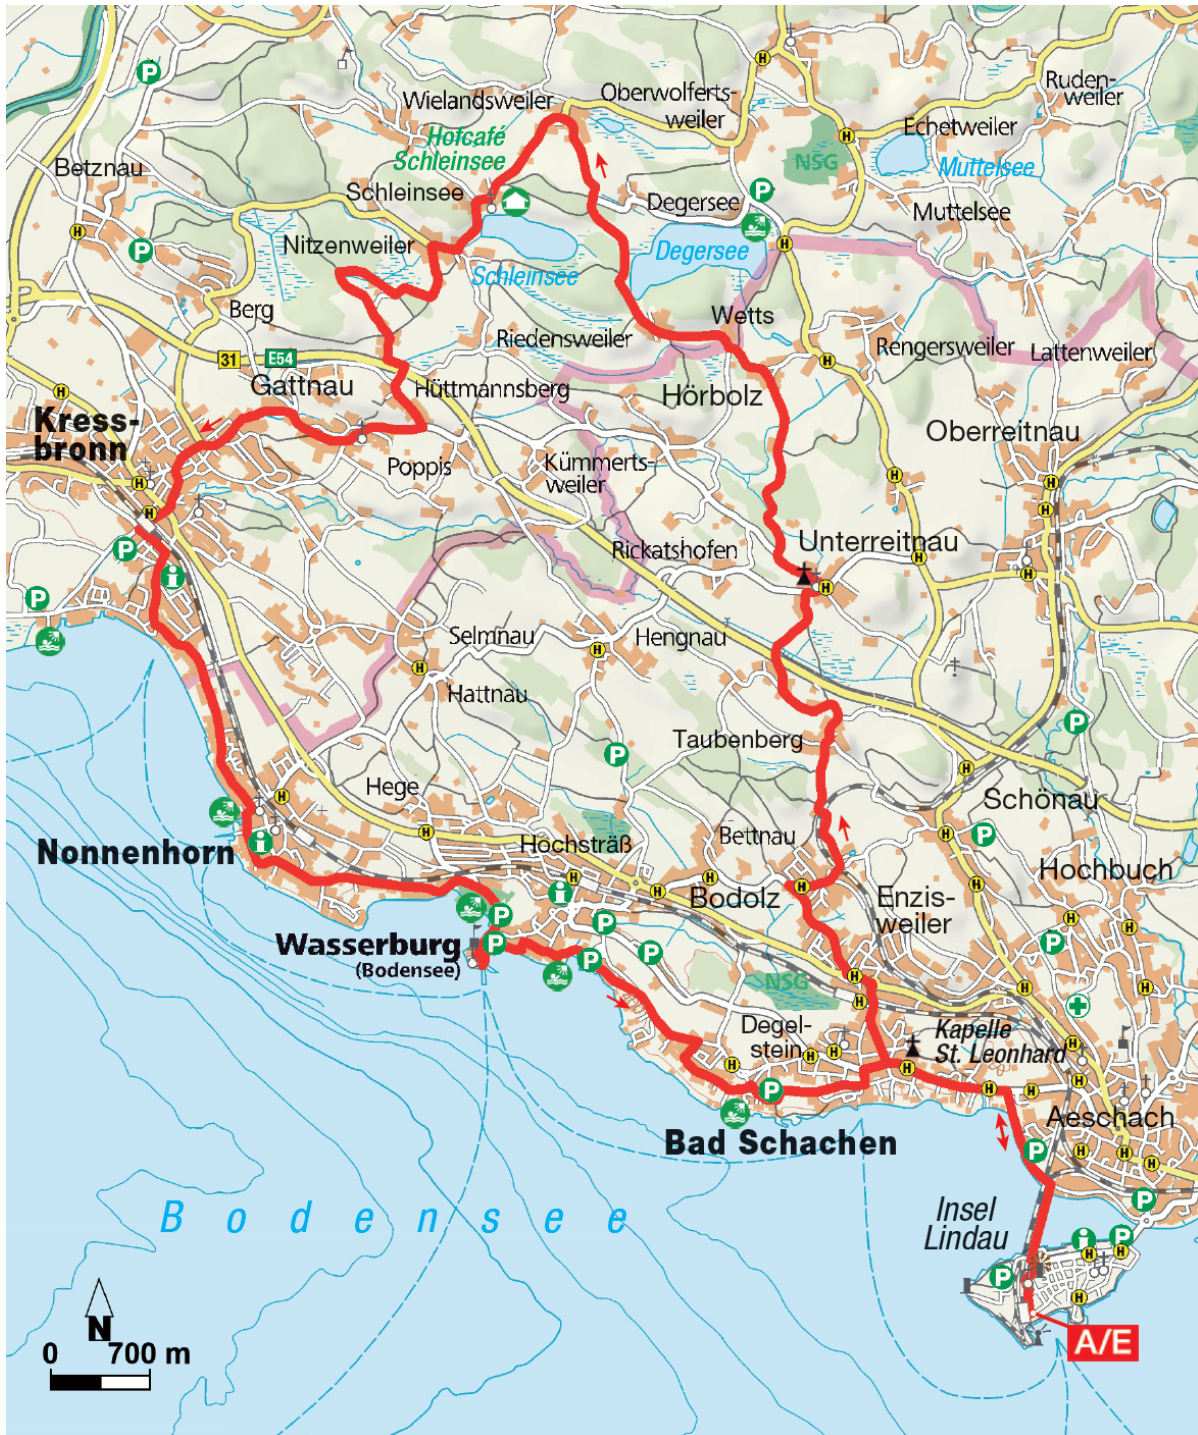 Wielandsweiler
Oberwolferts-
weiler
Ruden-
weiler
Echetweiler
Hofcafé
Schleinsee
NSG
Muttelsee
Betznau
Schleinsee
Degersee
Muttelsee
Nitzenweiler
Degersee
Schleinsee
Berg
Wetts
Riedensweiler
Rengersweiler
Lattenweiler
31
E54
Gattnau
Hüttmannsberg
Hörbolz
Kress-
bronn
Oberreitnau
Poppis
Kümmerts-
weiler
Rickatshofen
Unterreitnau
Selmnau
Hengnau
Hattnau
Taubenberg
Hege
Schönau
Nonnenhorn
Hochsträß
Bettnau
Hochbuch
Bodolz
Enzis-
weiler
Wasserburg
(Bodensee)
NSG
Degel-
stein
Kapelle
St. Leonhard
Bad Schachen
Aeschach
Bodensee
Insel
Lindau
N
0 700 m
A/E